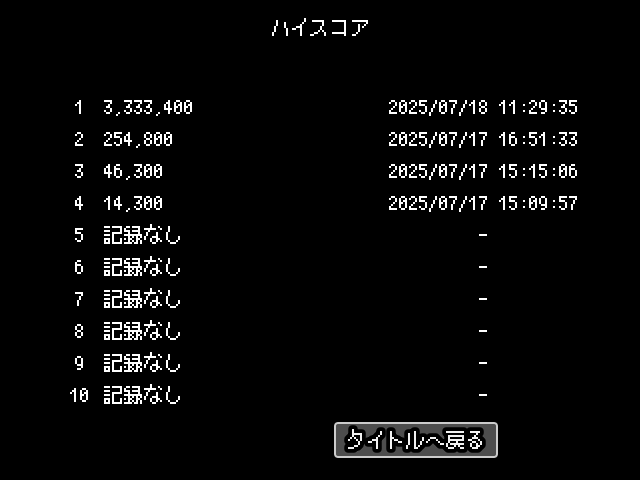 ハイスコア
1 3,333,400 2025/07/18 11:29:35
2 254,800 2025/07/17 16:51:33
3 46,300 2025/07/17 15:15:06
4 14,300 2025/07/17 15:09:57
5 記録なし -
6 記録なし -
7 記録なし -
8 記録なし -
9 記録なし -
10 記録なし -
タイトルへ戻る